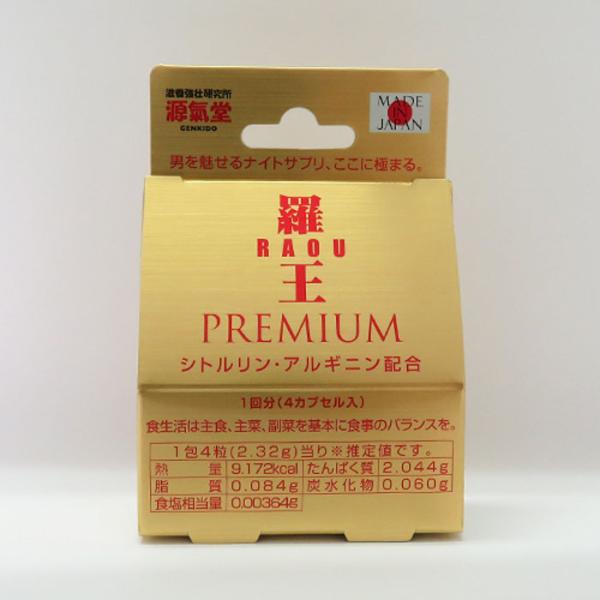 滋養強壮研究所
源氣堂
GENKIDO
MADE
IN
JAPAN
男を魅せるナイトサプリ、ここに極まる。
羅
RAOU
王
PREMIUM
シトルリン・アルギニン配合
1回分(4カプセル入)
食生活は主食、主菜、副菜を基本に食事のバランスを。
1包4粒(2.32g)当り※推定値です。
熱量 9.172kcal たんぱく質 2.044g
脂質 0.084g 炭水化物 0.060g
食塩相当量 0.00364g